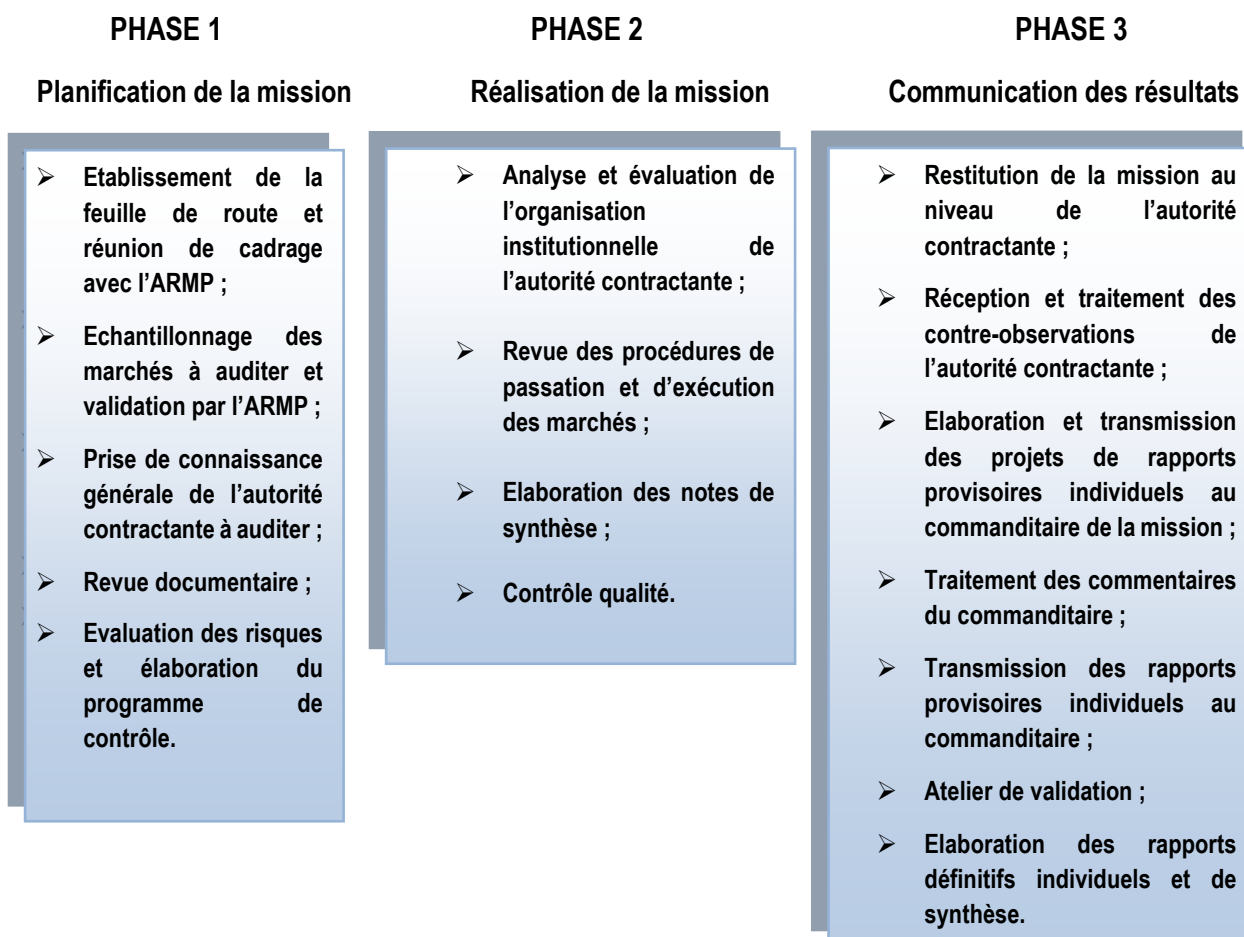 PHASE 1
Planification de la mission
➢ Etablissement de la
feuille de route et
réunion de cadrage
avec l’ARMP ;
➢ Echantillonnage des
marchés à auditer et
validation par l’ARMP ;
➢ Prise de connaissance
générale de l’autorité
contractante à auditer ;
➢ Revue documentaire ;
➢ Evaluation des risques
et élaboration du
programme de
contrôle.
PHASE 2
Réalisation de la mission
➢ Analyse et évaluation de
l’organisation
institutionnelle de
l’autorité contractante ;
➢ Revue des procédures de
passation et d’exécution
des marchés ;
➢ Elaboration des notes de
synthèse ;
➢ Contrôle qualité.
PHASE 3
Communication des résultats
➢ Restitution de la mission au
niveau de l’autorité
contractante ;
➢ Réception et traitement des
contre-observations de
l’autorité contractante ;
➢ Elaboration et transmission
des projets de rapports
provisoires individuels au
commanditaire de la mission ;
➢ Traitement des commentaires
du commanditaire ;
➢ Transmission des rapports
provisoires individuels au
commanditaire ;
➢ Atelier de validation ;
➢ Elaboration des rapports
définitifs individuels et de
synthèse.